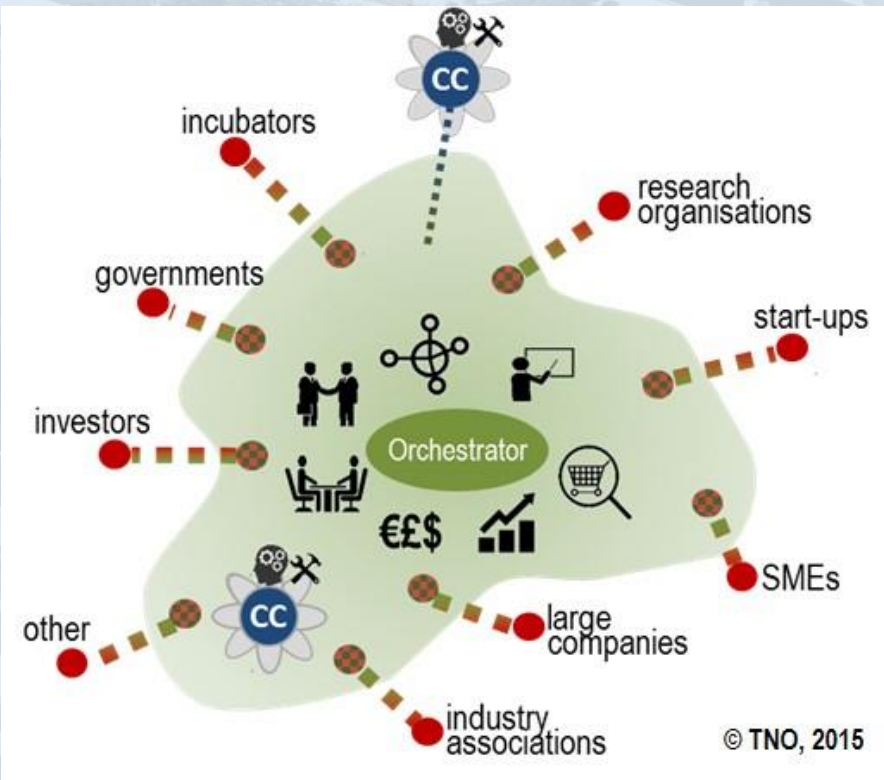 CC
incubators
research
organisations
governments
start-ups
investors
Orchestrator
€£$
SMEs
CC
other
large
companies
industry
associations
© TNO, 2015